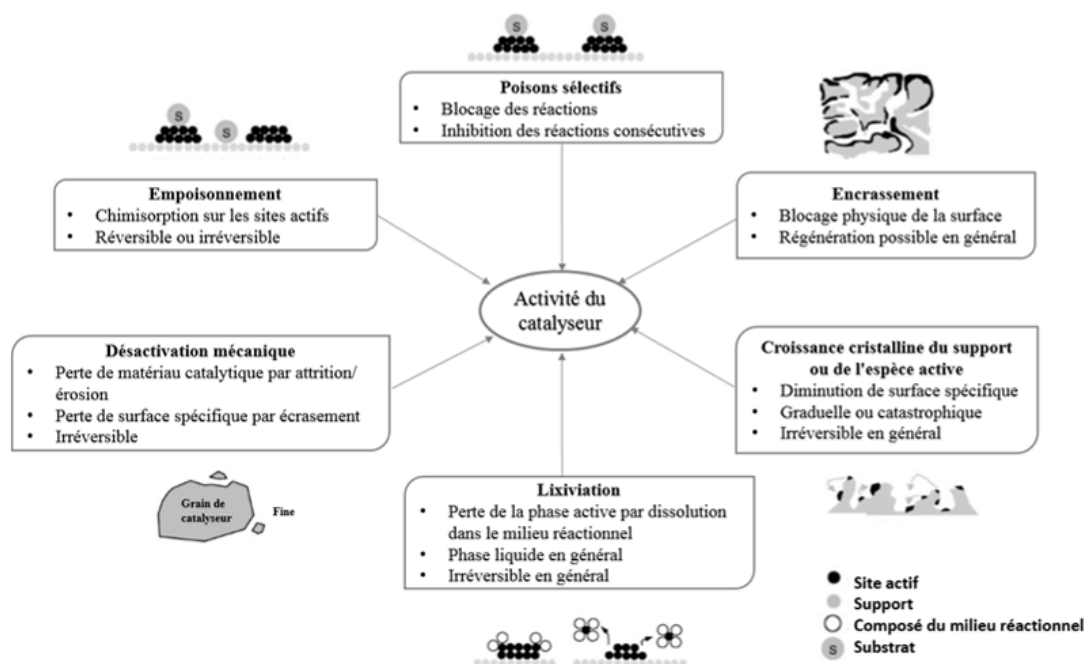 S
S
Poisons sélectifs
• Blocage des réactions
• Inhibition des réactions consécutives
S
S
Empoisonnement
• Chimisorption sur les sites actifs
• Réversible ou irréversible
Encrassement
• Blocage physique de la surface
• Régénération possible en général
Activité du
catalyseur
Désactivation mécanique
• Perte de matériau catalytique par attrition/
érosion
• Perte de surface spécifique par écrasement
• Irréversible
Croissance cristalline du support
ou de l'espèce active
• Diminution de surface spécifique
• Graduelle ou catastrophique
• Irréversible en général
Grain de
catalyseur
Fine
Lixiviation
• Perte de la phase active par dissolution
dans le milieu réactionnel
• Phase liquide en général
• Irréversible en général
Site actif
Support
Composé du milieu réactionnel
S Substrat